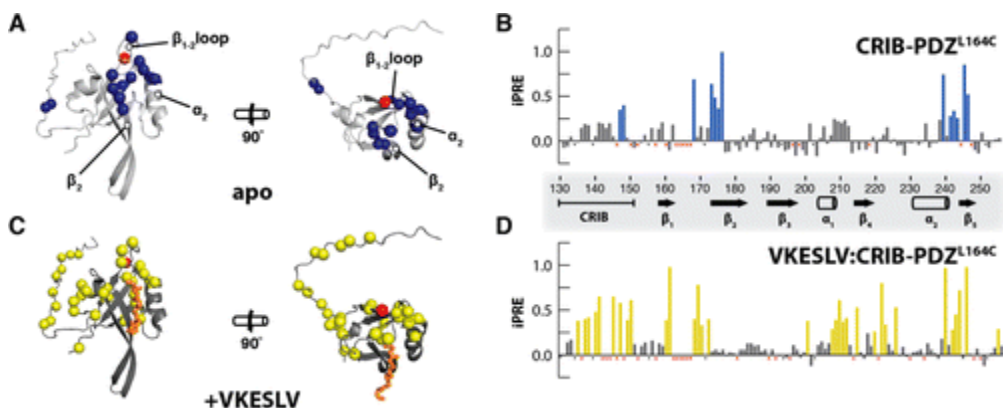 A
β1-2loop
α2
β2
90°
apo
β1-2loop
α2
β2
B
CRIB-PDZL164C
iPRE
1.0
0.5
0.0
130 140 150 160 170 180 190 200 210 220 230 240 250
CRIB β1 β2 β3 α1 β4 α2 β5
C
90°
+VKESLV
D
VKESLV:CRIB-PDZL164C
iPRE
1.0
0.5
0.0